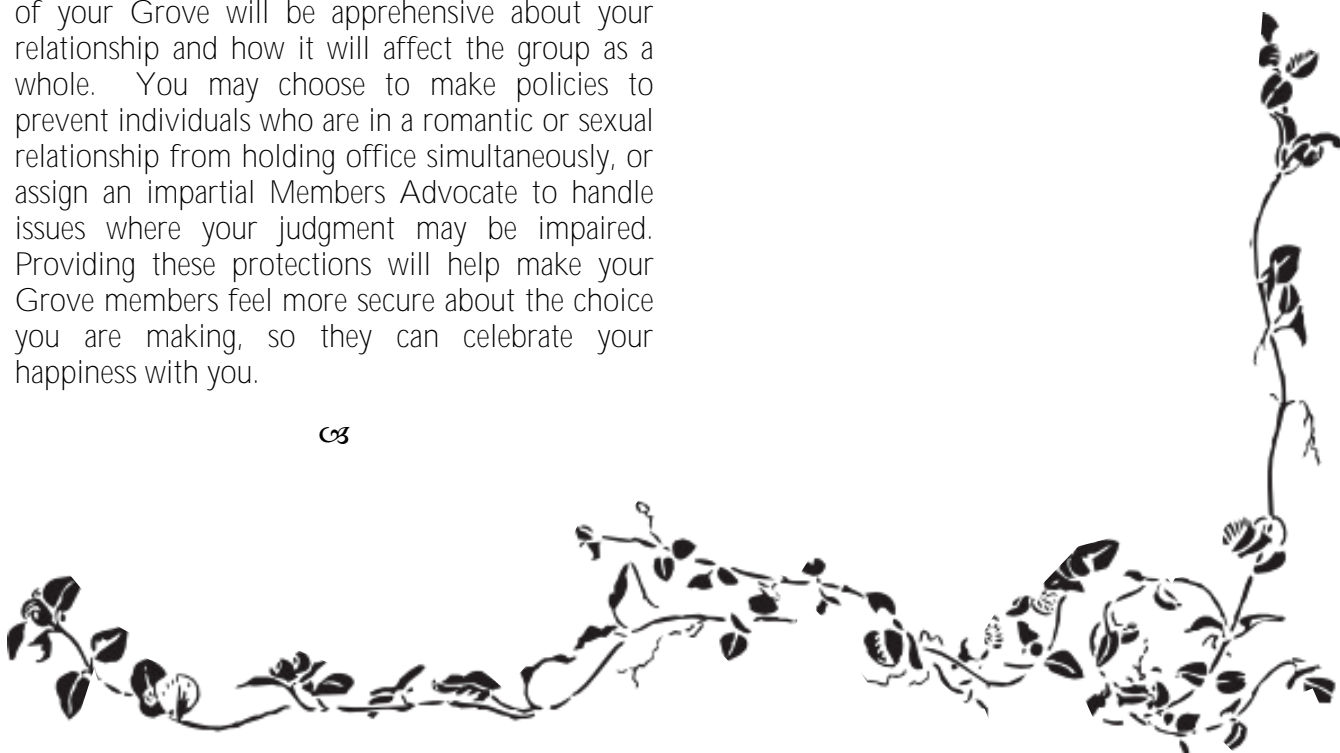 of your Grove will be apprehensive about your
relationship and how it will affect the group as a
whole. You may choose to make policies to
prevent individuals who are in a romantic or sexual
relationship from holding office simultaneously, or
assign an impartial Members Advocate to handle
issues where your judgment may be impaired.
Providing these protections will help make your
Grove members feel more secure about the choice
you are making, so they can celebrate your
happiness with you.